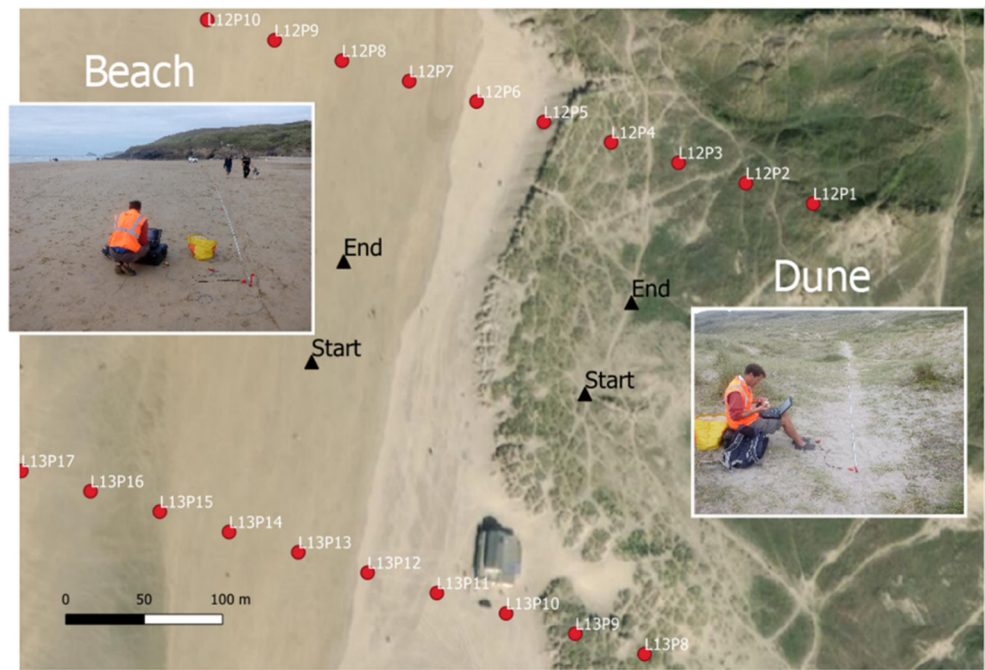 L12P10
L12P9
L12P8
L12P7
L12P6
L12P5
L12P4
L12P3
L12P2
L12P1
Beach
End
Start
Dune
End
Start
L13P17
L13P16
L13P15
L13P14
L13P13
L13P12
L13P11
L13P10
L13P9
L13P8
0 50 100 m